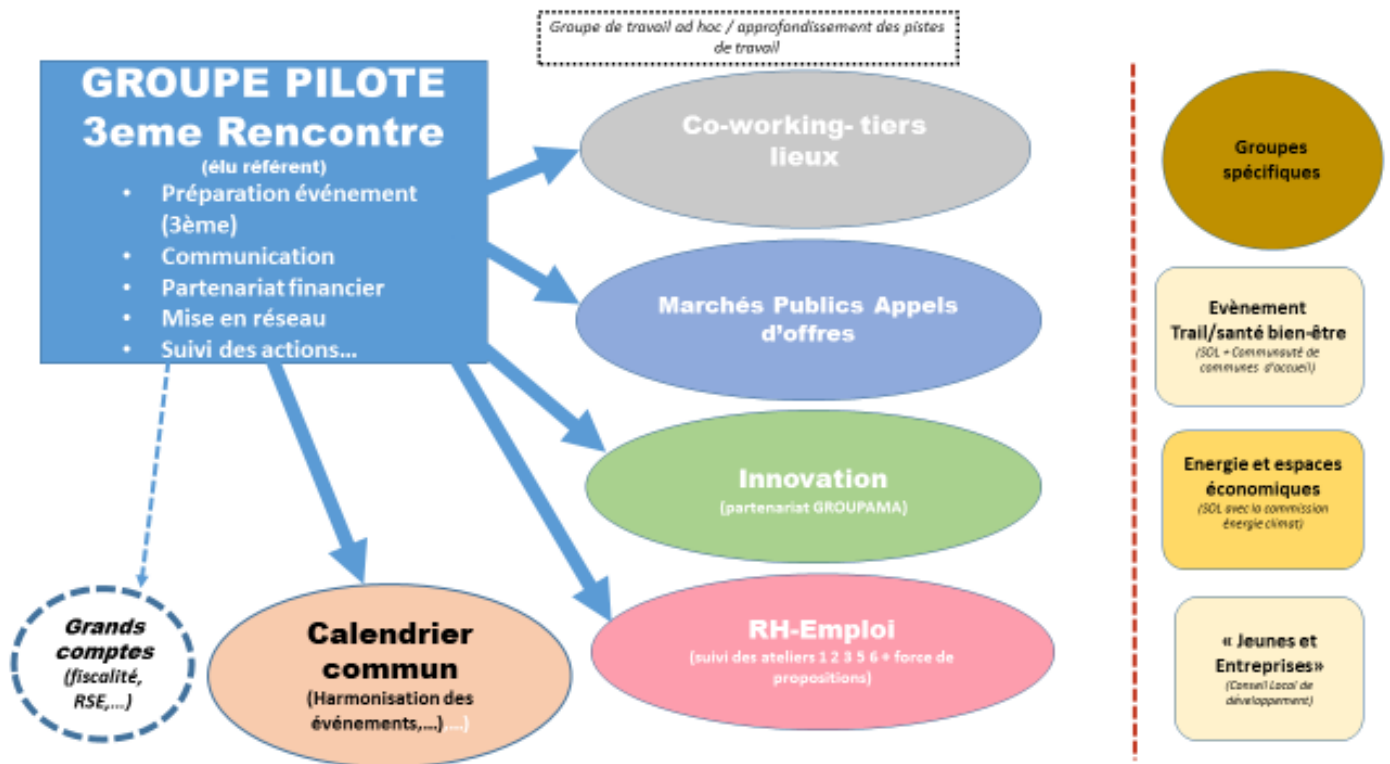 Groupe de travail ad hoc / approfondissement des pistes
de travail
GROUPE PILOTE
3eme Rencontre
(élu référent)
• Préparation événement
(3ème)
• Communication
• Partenariat financier
• Mise en réseau
• Suivi des actions…
Co-working- tiers
lieux
Marchés Publics Appels
d'offres
Innovation
(partenariat GROUPAMA)
RH-Emploi
(suivi des ateliers 1 2 3 5 6 + force de
propositions)
Grands
comptes
(fiscalité,
RSE,…)
Calendrier
commun
(Harmonisation des
événements,…),…)
Groupes
spécifiques
Evènement
Trail/santé bien-être
(SOL + Communauté de
communes d'accueil)
Energie et espaces
économiques
(SOL avec la commission
énergie climat)
« Jeunes et
Entreprises»
(Conseil Local de
développement)